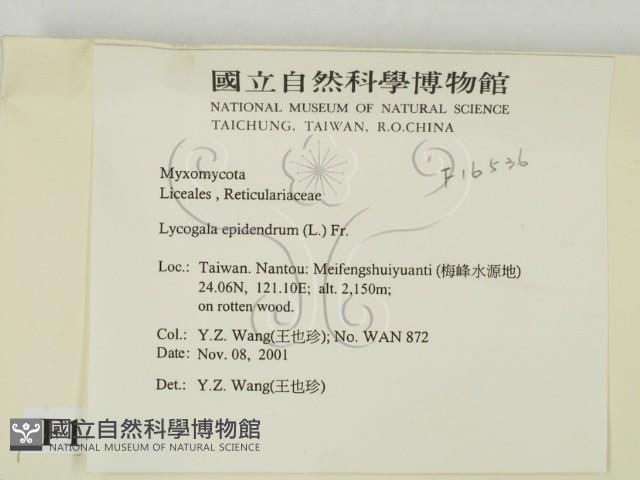 國立自然科學博物館
NATIONAL MUSEUM OF NATURAL SCIENCE
TAICHUNG, TAIWAN, R.O.CHINA
F16536
Myxomycota
Liceales , Reticulariaceae
Lycogala epidendrum (L.) Fr.
Loc.: Taiwan. Nantou: Meifengshuiyuanti (梅峰水源地)
24.06N, 121.10E; alt. 2,150m;
on rotten wood.
Col.: Y.Z. Wang(王也珍); No. WAN 872
Date: Nov. 08, 2001
Det.: Y.Z. Wang(王也珍)
國立自然科學博物館
NATIONAL MUSEUM OF NATURAL SCIENCE